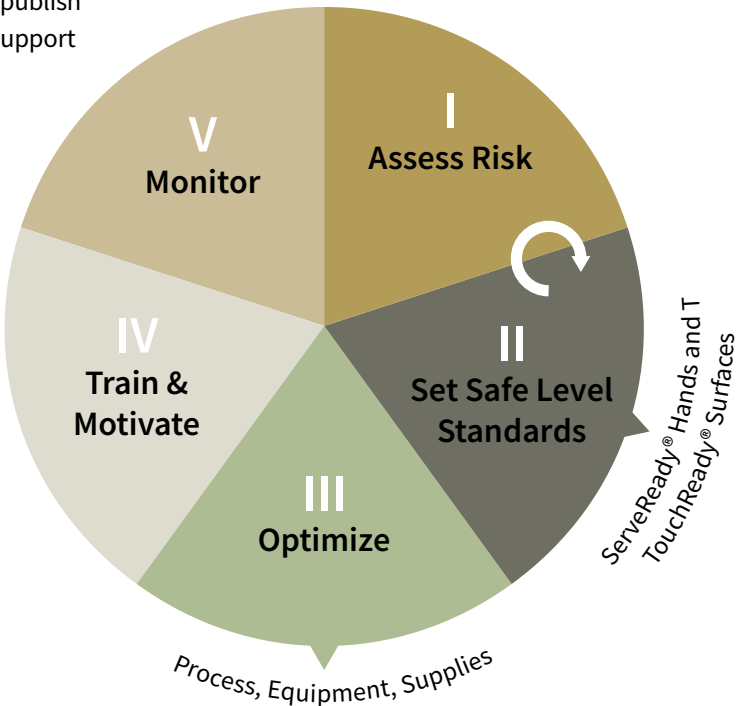 publish
upport
I
Assess Risk
II
Set Safe Level
Standards
ServeReady® Hands and T
TouchReady® Surfaces
III
Optimize
Process, Equipment, Supplies
IV
Train &
Motivate
V
Monitor